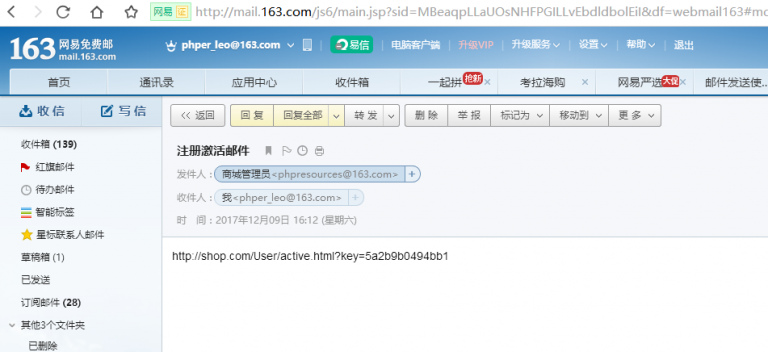 网易 证 http://mail.163.com/js6/main.jsp?sid=MBeaqpLLaUOsNHFPGILLvEbdldbolEiI&df=webmail163#mo
163 网易免费邮 mail.163.com phper_leo@163.com 易信 电脑客户端 升级VIP 升级服务 设置 帮助 退出
首页 通讯录 应用中心 收件箱 一起拼 抢新 × 考拉海购 × 网易严选 大促 × 邮件发送使..
收信 写信 << 返回 回复 回复全部 转发 删除 举报 标记为 移动到 更多
收件箱 (139)
红旗邮件
待办邮件
智能标签
星标联系人邮件
草稿箱 (1)
已发送
订阅邮件 (28)
其他3个文件夹
已删除
注册激活邮件
发件人: 商城管理员<phpresources@163.com> +
收件人: 我<phper_leo@163.com> +
时 间: 2017年12月09日 16:12 (星期六)
http://shop.com/User/active.html?key=5a2b9b0494bb1